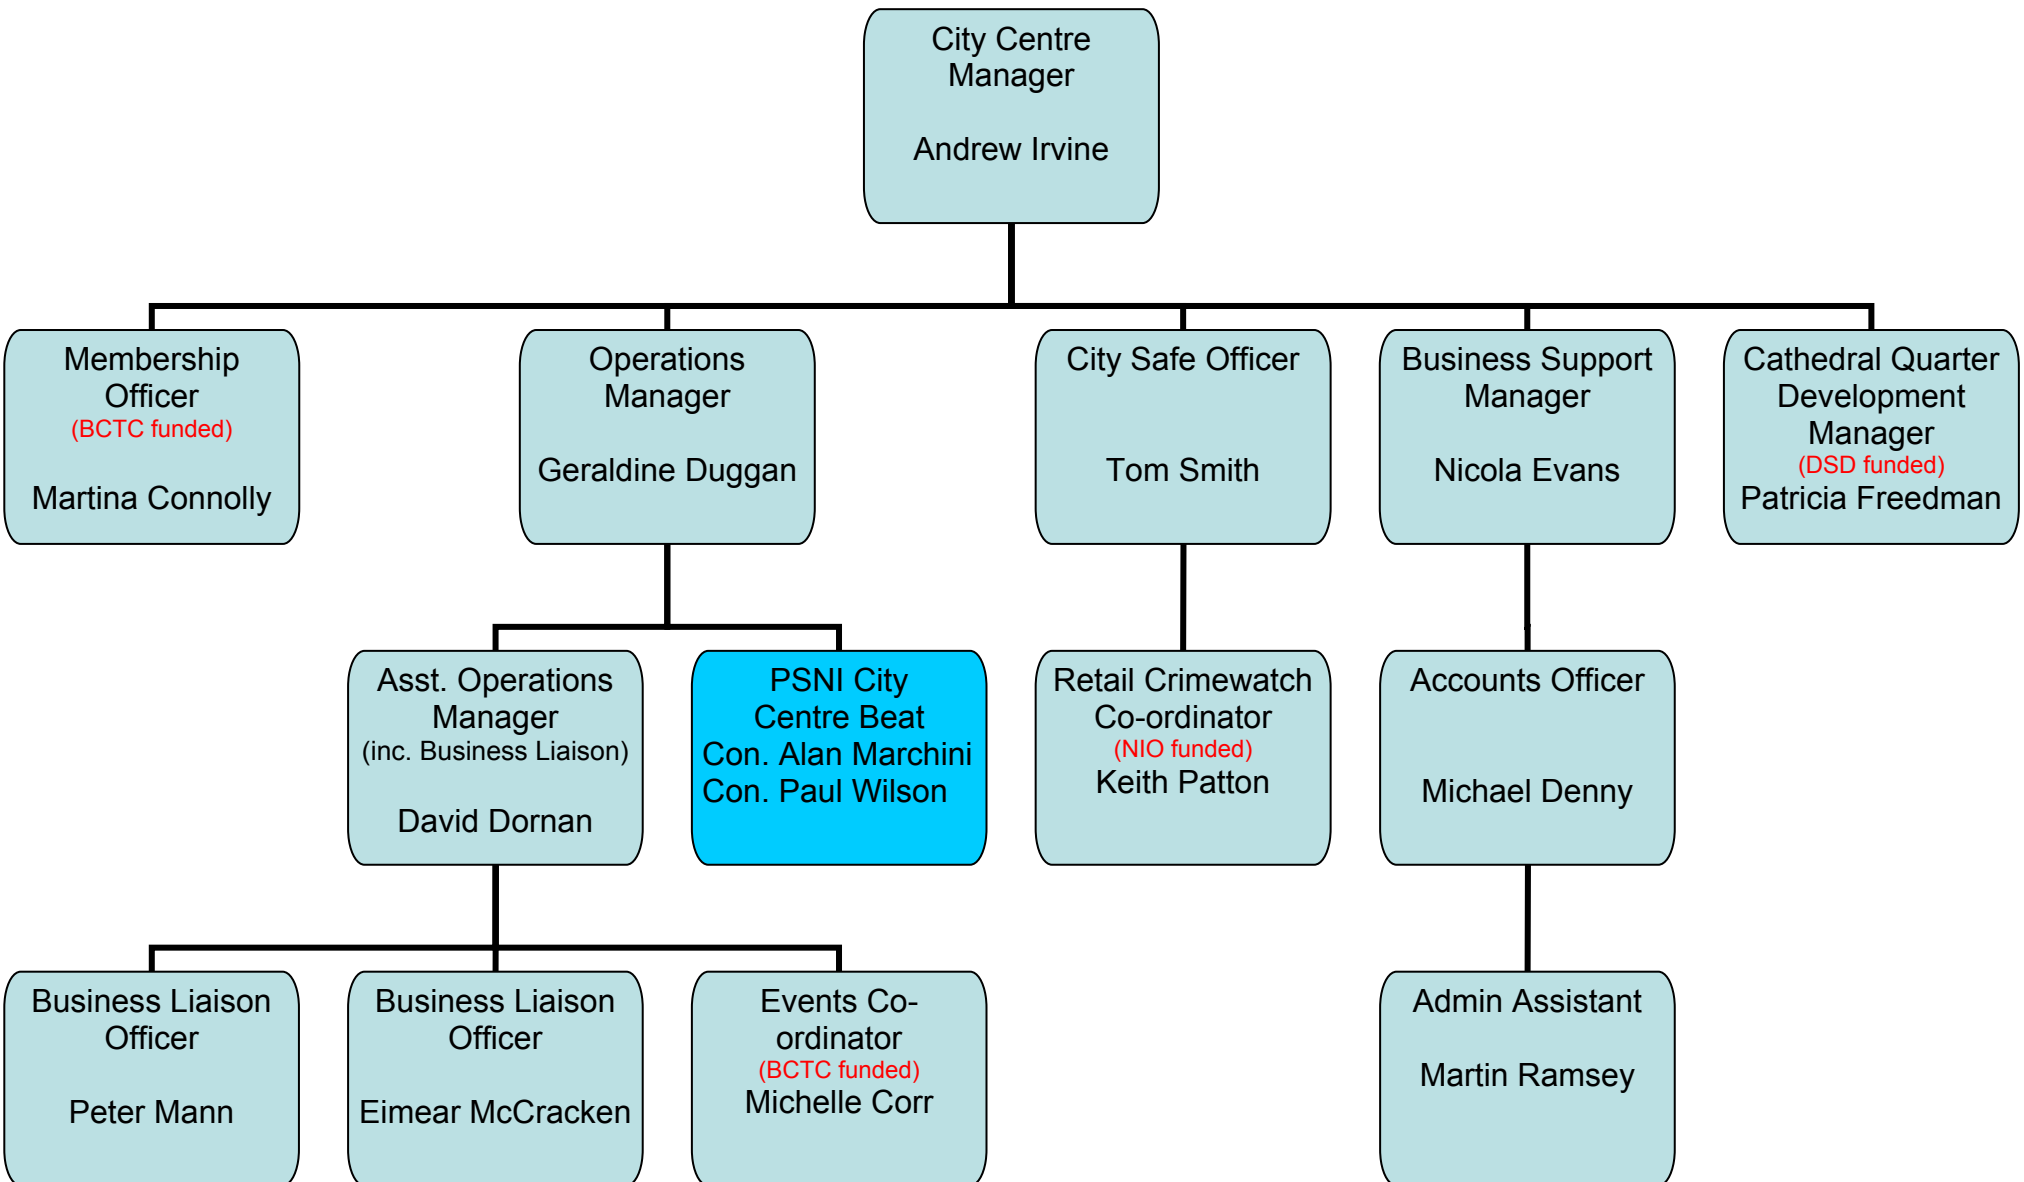 City Centre
Manager
Andrew Irvine
Membership
Officer
(BCTC funded)
Martina Connolly
Operations
Manager
Geraldine Duggan
City Safe Officer
Tom Smith
Business Support
Manager
Nicola Evans
Cathedral Quarter
Development
Manager
(DSD funded)
Patricia Freedman
Asst. Operations
Manager
(inc. Business Liaison)
David Dornan
PSNI City
Centre Beat
Con. Alan Marchini
Con. Paul Wilson
Retail Crimewatch
Co-ordinator
(NIO funded)
Keith Patton
Accounts Officer
Michael Denny
Business Liaison
Officer
Peter Mann
Business Liaison
Officer
Eimear McCracken
Events Co-
ordinator
(BCTC funded)
Michelle Corr
Admin Assistant
Martin Ramsey